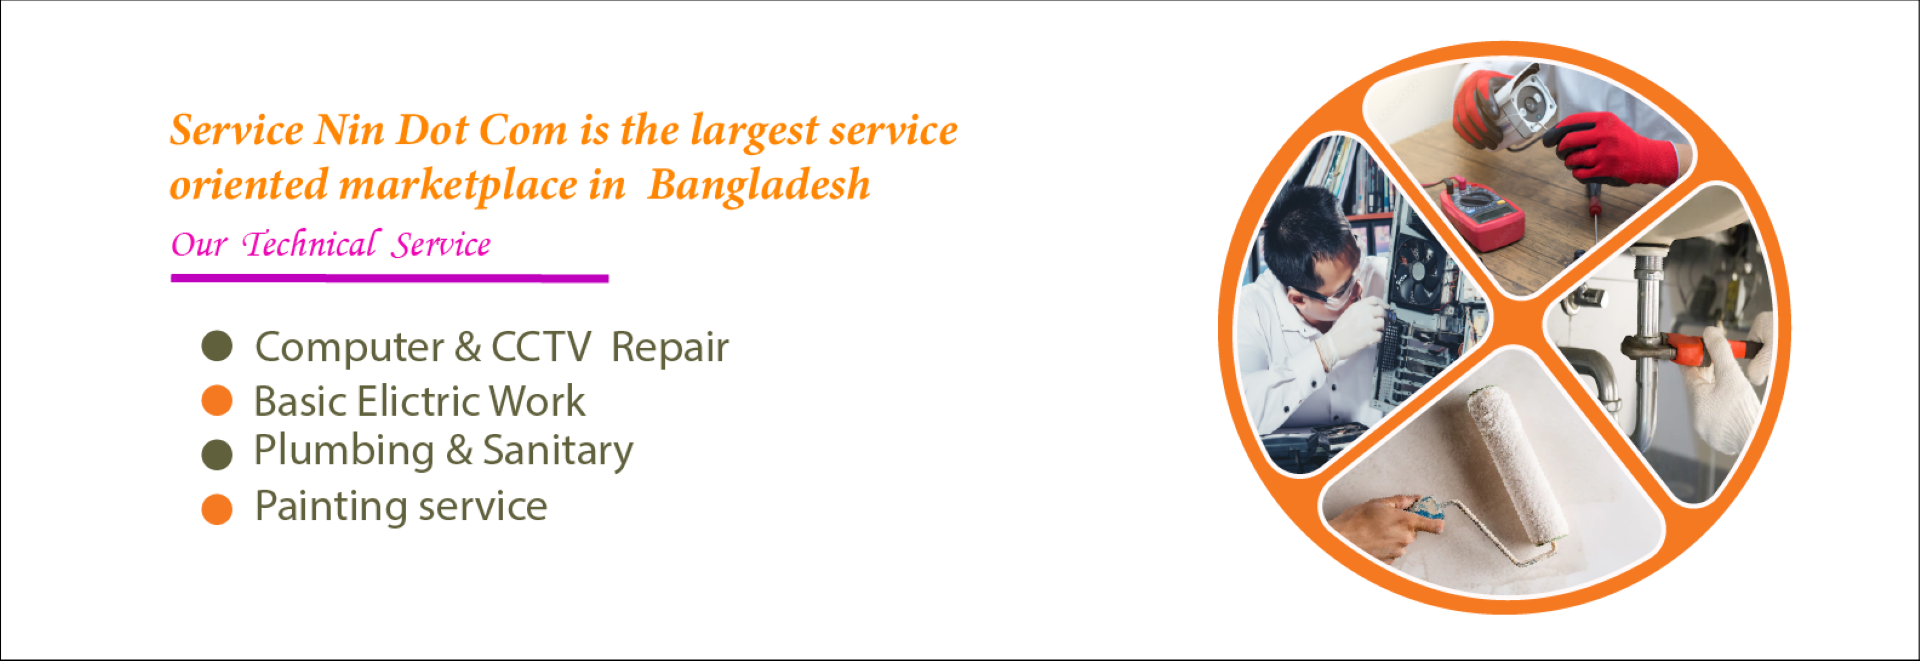 Service Nin Dot Com is the largest service
oriented marketplace in Bangladesh
Our Technical Service
Computer & CCTV Repair
Basic Elictric Work
Plumbing & Sanitary
Painting service